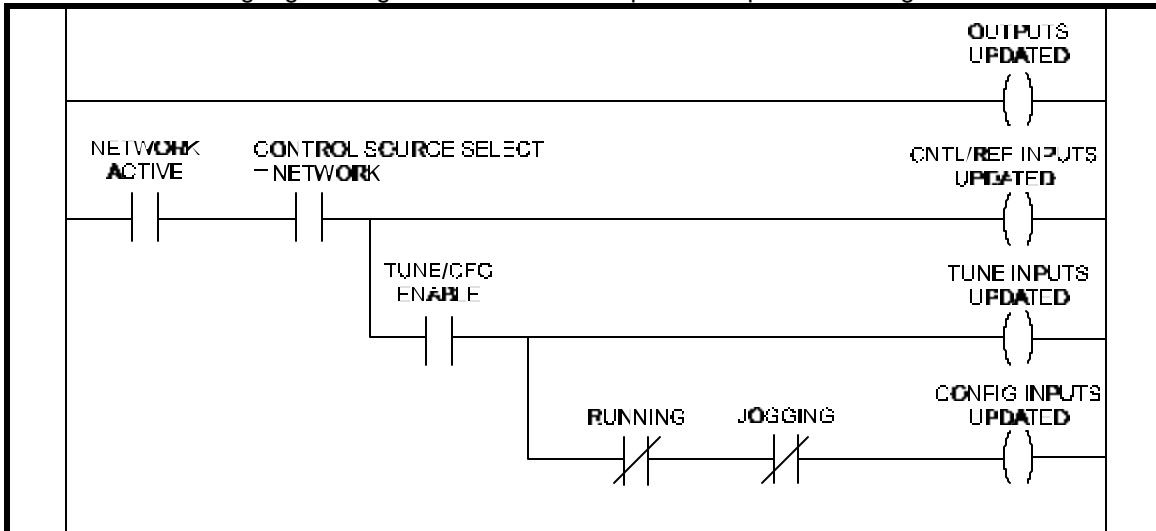 OUTPUTS
UPDATED
NETWORK
ACTIVE
CONTROL SOURCE SELECT
= NETWORK
CNTL/REF INPUTS
UPDATED
TUNE/CFG
ENABLE
TUNE INPUTS
UPDATED
RUNNING
JOGGING
CONFIG INPUTS
UPDATED